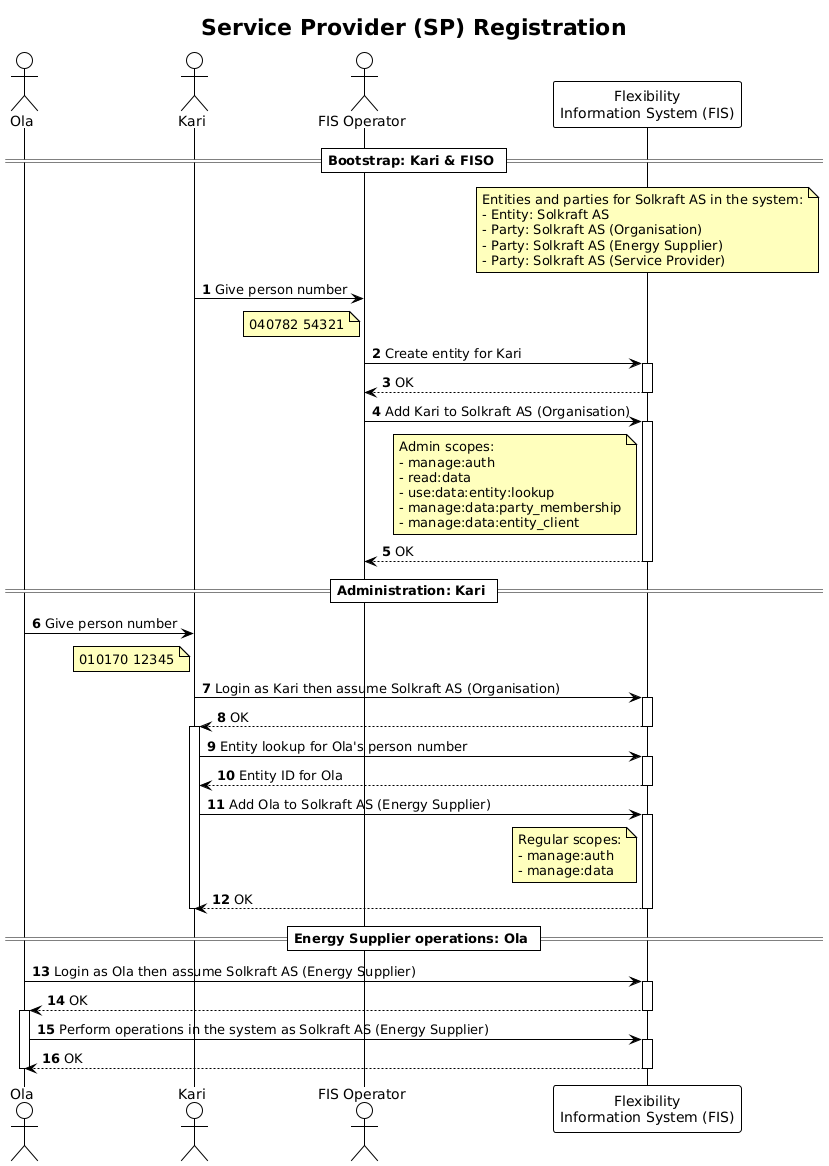 Service Provider (SP) Registration
Ola
Kari
FIS Operator
Flexibility
Information System (FIS)
Bootstrap: Kari & FISO
Entities and parties for Solkraft AS in the system:
- Entity: Solkraft AS
- Party: Solkraft AS (Organisation)
- Party: Solkraft AS (Energy Supplier)
- Party: Solkraft AS (Service Provider)
1 Give person number
040782 54321
2 Create entity for Kari
3 OK
4 Add Kari to Solkraft AS (Organisation)
Admin scopes:
- manage:auth
- read:data
- use:data:entity:lookup
- manage:data:party_membership
- manage:data:entity_client
5 OK
Administration: Kari
6 Give person number
010170 12345
7 Login as Kari then assume Solkraft AS (Organisation)
8 OK
9 Entity lookup for Ola's person number
10 Entity ID for Ola
11 Add Ola to Solkraft AS (Energy Supplier)
Regular scopes:
- manage:auth
- manage:data
12 OK
Energy Supplier operations: Ola
13 Login as Ola then assume Solkraft AS (Energy Supplier)
14 OK
15 Perform operations in the system as Solkraft AS (Energy Supplier)
16 OK
Ola
Kari
FIS Operator
Flexibility
Information System (FIS)